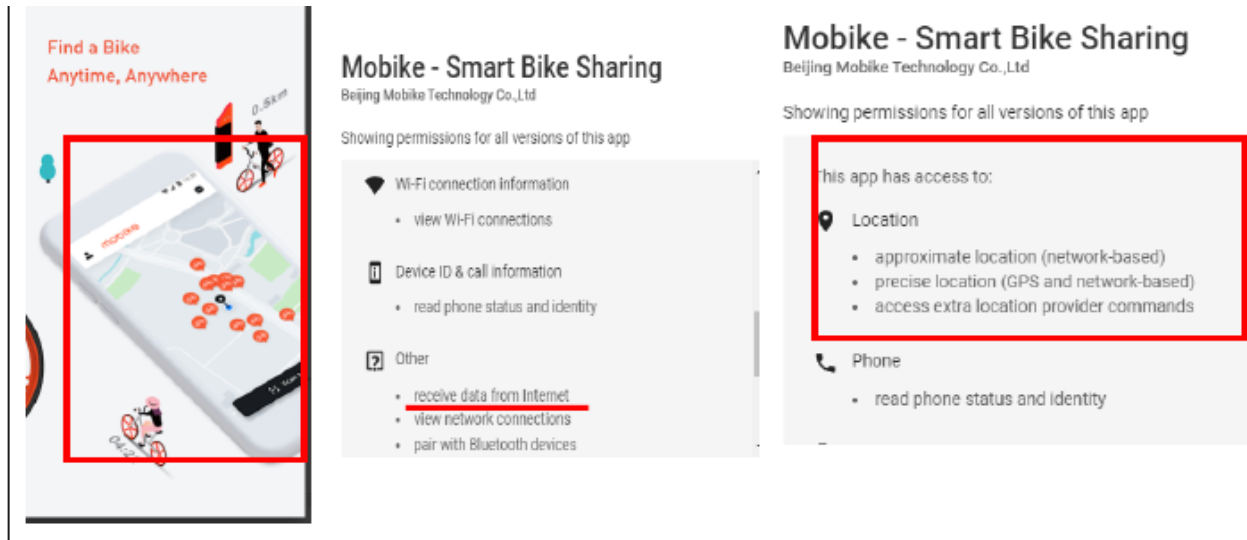 Find a Bike
Anytime, Anywhere
0.5km
mobike
04:2
Mobike - Smart Bike Sharing
Beijing Mobike Technology Co.,Ltd
Showing permissions for all versions of this app
Wi-Fi connection information
• view Wi-Fi connections
Device ID & call information
• read phone status and identity
Other
• receive data from Internet
• view network connections
• pair with Bluetooth devices
Mobike - Smart Bike Sharing
Beijing Mobike Technology Co.,Ltd
Showing permissions for all versions of this app
This app has access to:
Location
• approximate location (network-based)
• precise location (GPS and network-based)
• access extra location provider commands
Phone
• read phone status and identity